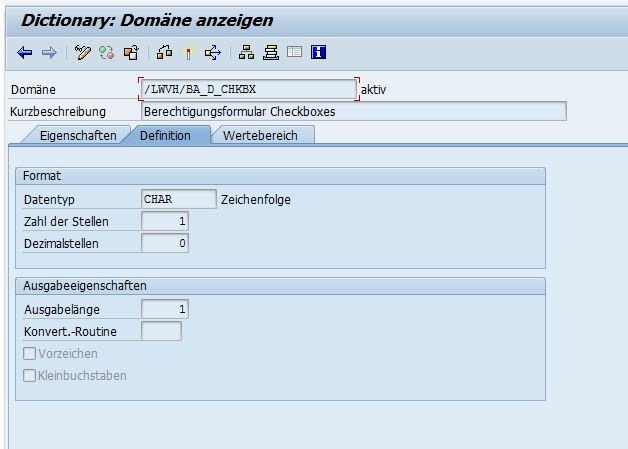 Dictionary: Domäne anzeigen
Domäne /LWVH/BA_D_CHKBX aktiv
Kurzbeschreibung Berechtigungsformular Checkboxes
Eigenschaften Definition Wertebereich
Format
Datentyp CHAR Zeichenfolge
Zahl der Stellen 1
Dezimalstellen 0
Ausgabeeigenschaften
Ausgabelänge 1
Konvert.-Routine
Vorzeichen
Kleinbuchstaben